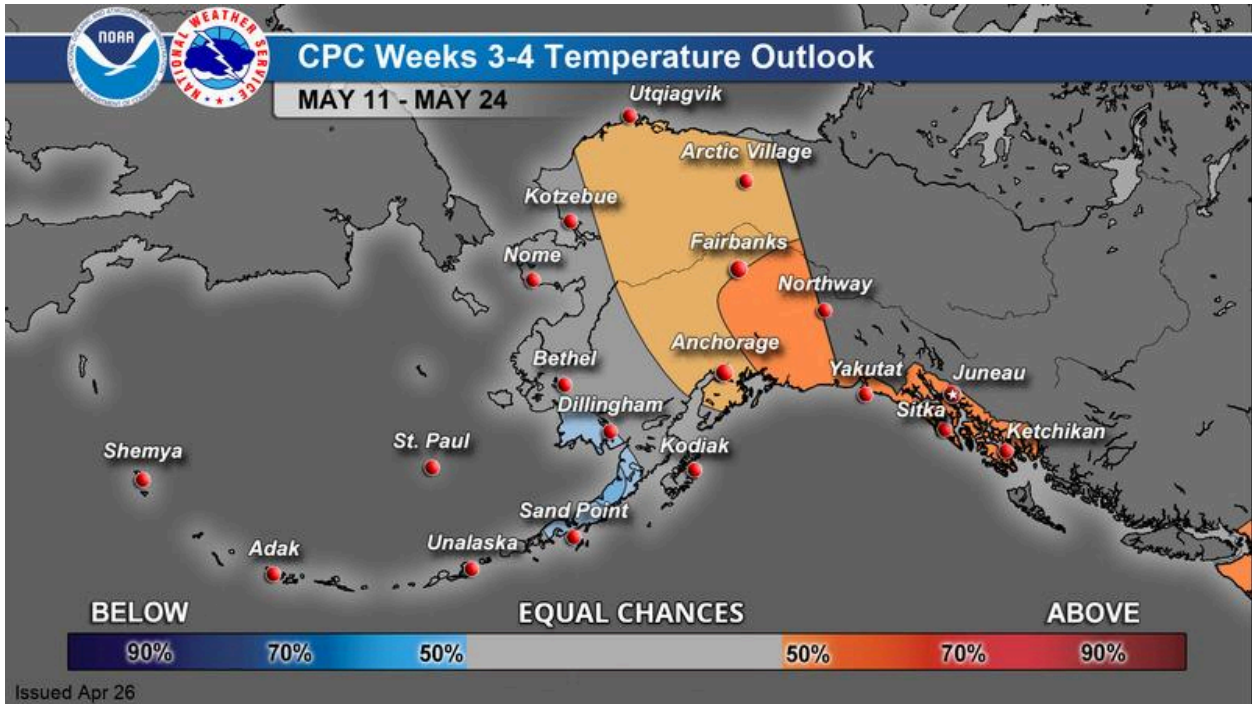 NOAA
NATIONAL WEATHER SERVICE
CPC Weeks 3-4 Temperature Outlook
MAY 11 - MAY 24
Utqiagvik
Arctic Village
Kotzebue
Fairbanks
Nome
Northway
Anchorage
Bethel
Yakutat
Juneau
Dillingham
Sitka
Ketchikan
St. Paul
Kodiak
Shemya
Sand Point
Unalaska
Adak
BELOW
EQUAL CHANCES
ABOVE
90%
70%
50%
50%
70%
90%
Issued Apr 26